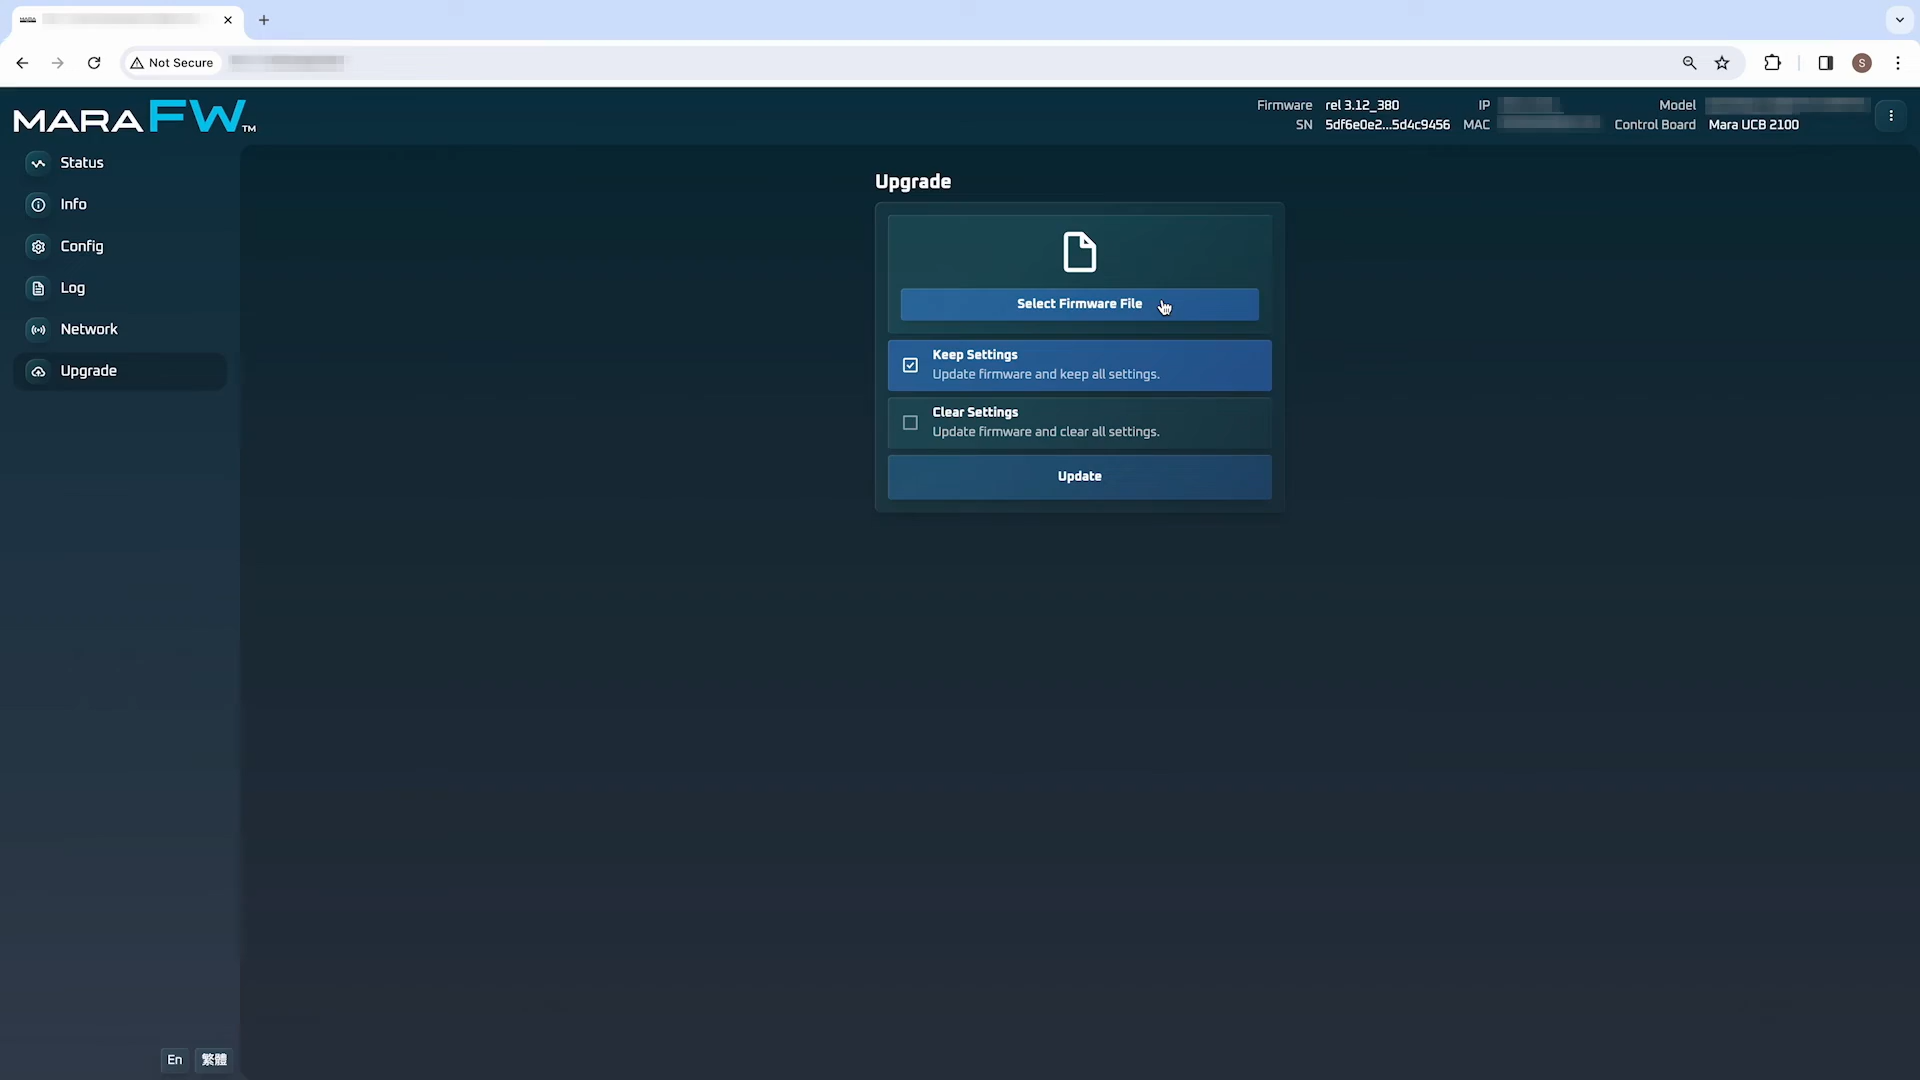 Not Secure
S
MARA FW TM
Firmware rel 3.12_380 IP Model
SN 5df6e0e2...5d4c9456 MAC Control Board Mara UCB 2100
Status
Info
Config
Log
Network
Upgrade
Upgrade
Select Firmware File
Keep Settings
Update firmware and keep all settings.
Clear Settings
Update firmware and clear all settings.
Update
En 繁體